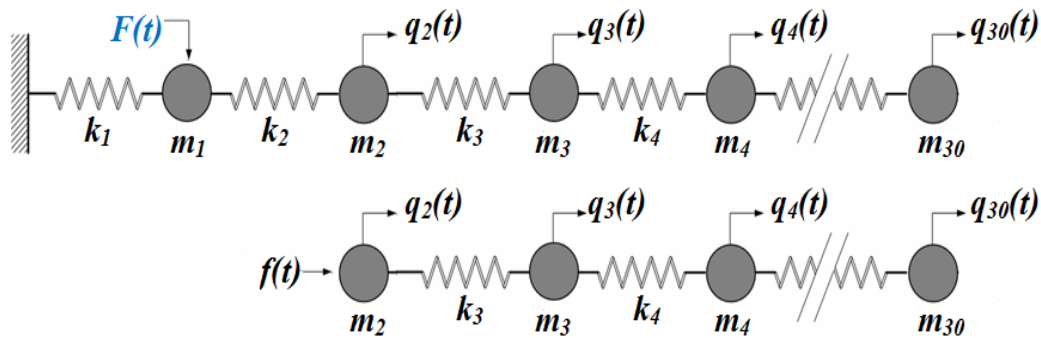 F(t) q2(t) q3(t) q4(t) q30(t)
k1 m1 k2 m2 k3 m3 k4 m4 m30
q2(t) q3(t) q4(t) q30(t)
f(t)
m2 k3 m3 k4 m4 m30